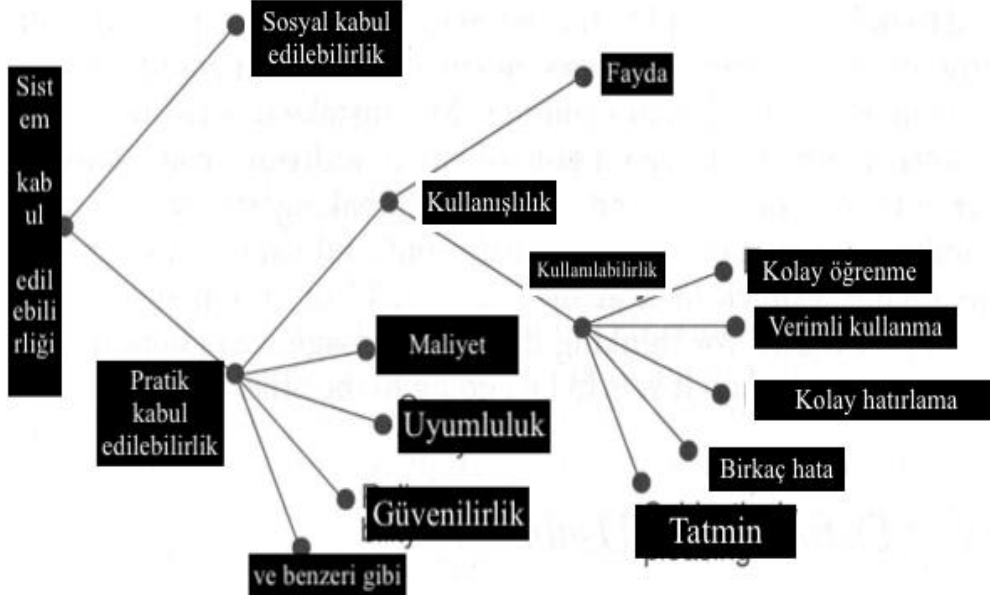 Sosyal kabul
edilebilirlik
Fayda
Sist
em
kab
ul
edil
ebili
rliği
Kullanışlılık
Kullanılabilirlik
Kolay öğrenme
Verimli kullanma
Maliyet
Pratik
kabul
edilebilirlik
Kolay hatırlama
Uyumluluk
Birkaç hata
Güvenilirlik
Tatmin
ve benzeri gibi